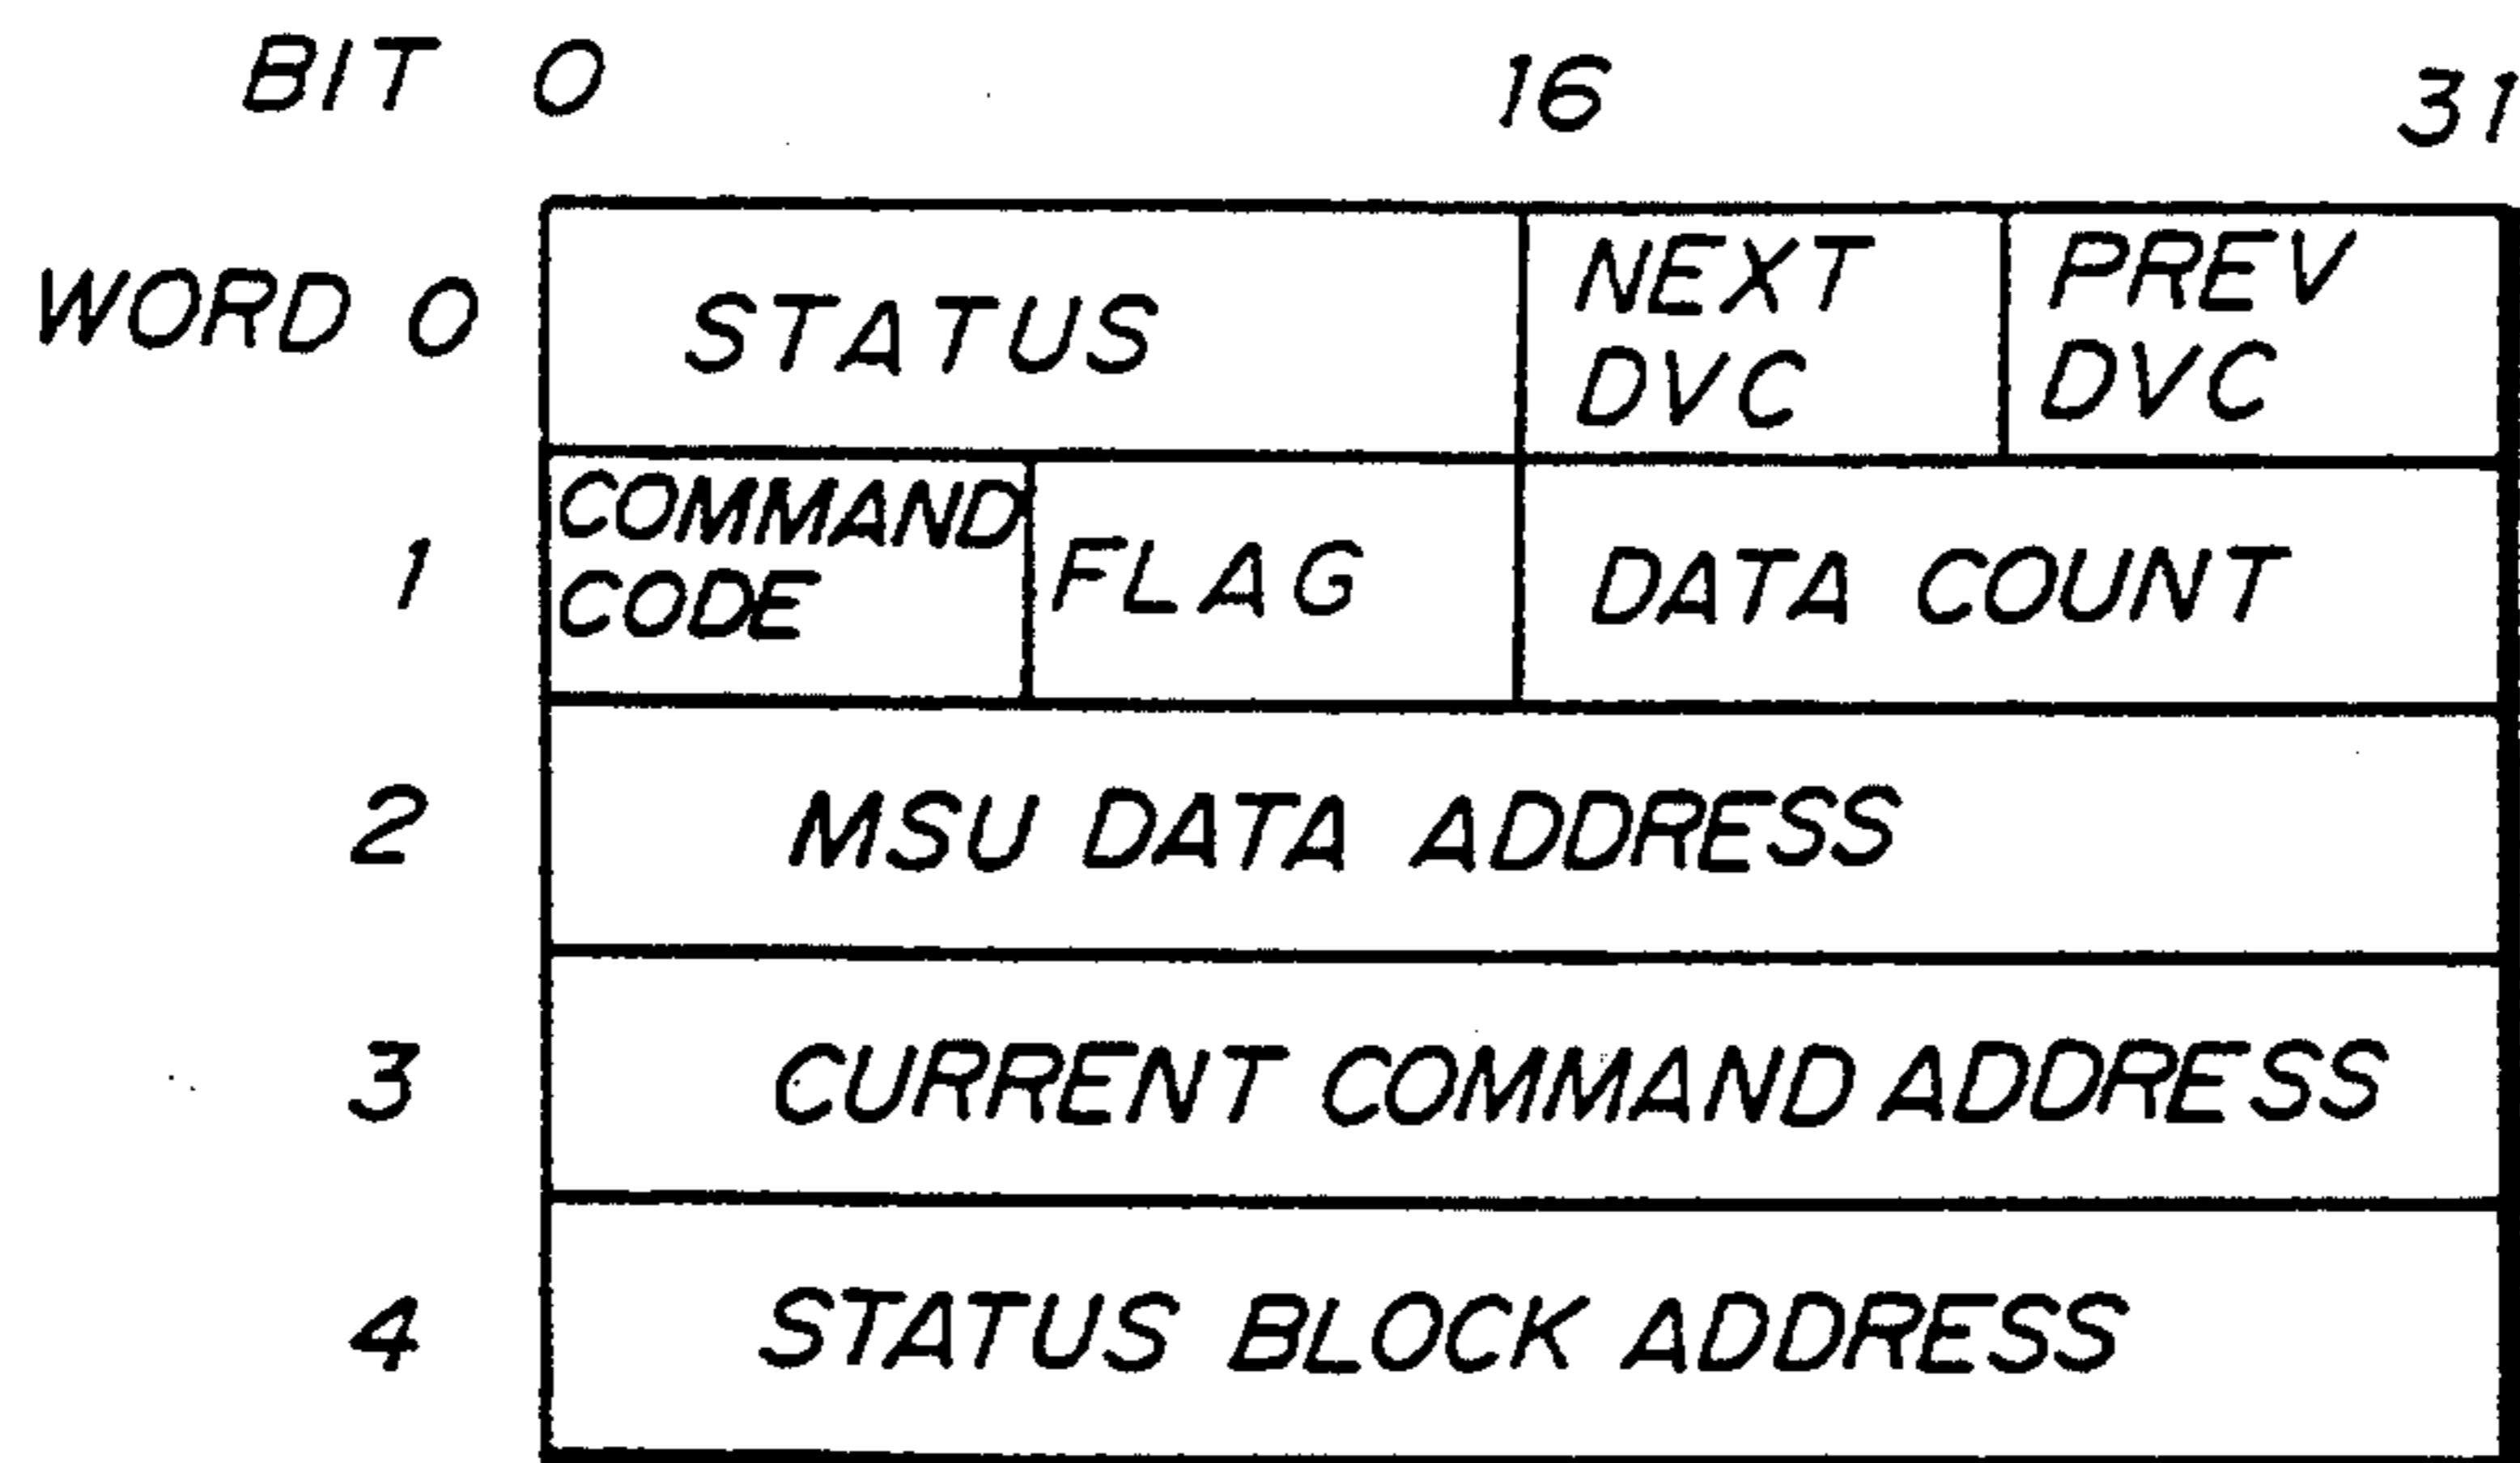 BIT 0 16 31
WORD 0 STATUS NEXT DVC PREV DVC
1 COMMAND CODE FLAG DATA COUNT
2 MSU DATA ADDRESS
3 CURRENT COMMAND ADDRESS
4 STATUS BLOCK ADDRESS